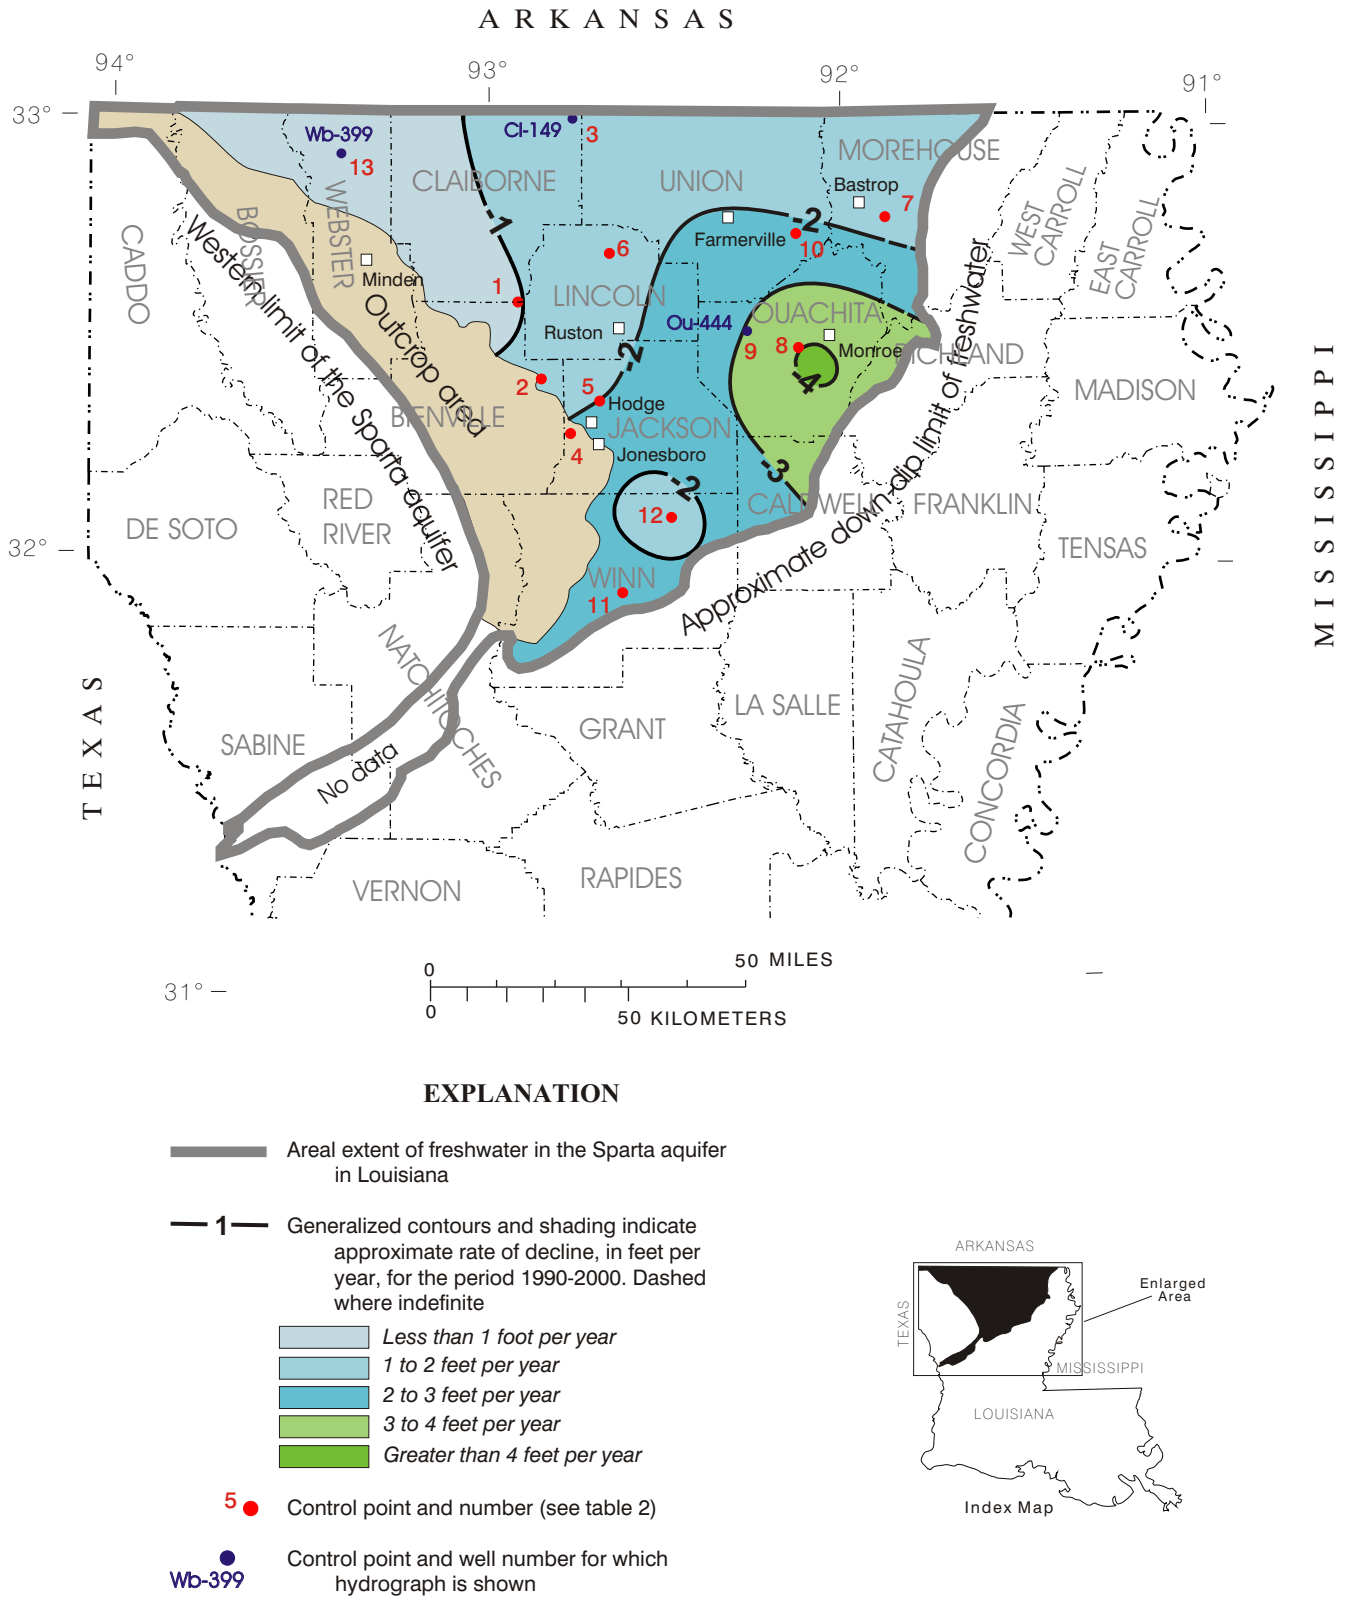 ARKANSAS
94°
93°
92°
91°
33°
Wb-399
13
Cl-149
3
MOREHOUSE
CLAIBORNE
UNION
Bastrop
7
WEST
CARROLL
EAST
CARROLL
CADDO
BOSSIER
WEBSTER
1
2
Farmerville
10
6
Minden
1
LINCOLN
Ruston
Ou-444
OUACHITA
9
8
Monroe
RICHLAND
MADISON
Western limit of the Sparta aquifer
Outcrop area
2
2
5
Hodge
4
BIENVILLE
JACKSON
4
Jonesboro
3
MISSISSIPPI
RED
RIVER
DE SOTO
2
12
CALDWELL
FRANKLIN
TENSAS
32°
WINN
11
Approximate down-dip limit of freshwater
NATCHITOCHES
TEXAS
SABINE
No data
GRANT
LA SALLE
CATAHOULA
CONCORDIA
VERNON
RAPIDES
31°
0
50 MILES
0
50 KILOMETERS
EXPLANATION
Areal extent of freshwater in the Sparta aquifer
in Louisiana
1
Generalized contours and shading indicate
approximate rate of decline, in feet per
year, for the period 1990-2000. Dashed
where indefinite
Less than 1 foot per year
1 to 2 feet per year
2 to 3 feet per year
3 to 4 feet per year
Greater than 4 feet per year
5
Control point and number (see table 2)
Wb-399
Control point and well number for which
hydrograph is shown
ARKANSAS
TEXAS
Enlarged
Area
MISSISSIPPI
LOUISIANA
Index Map